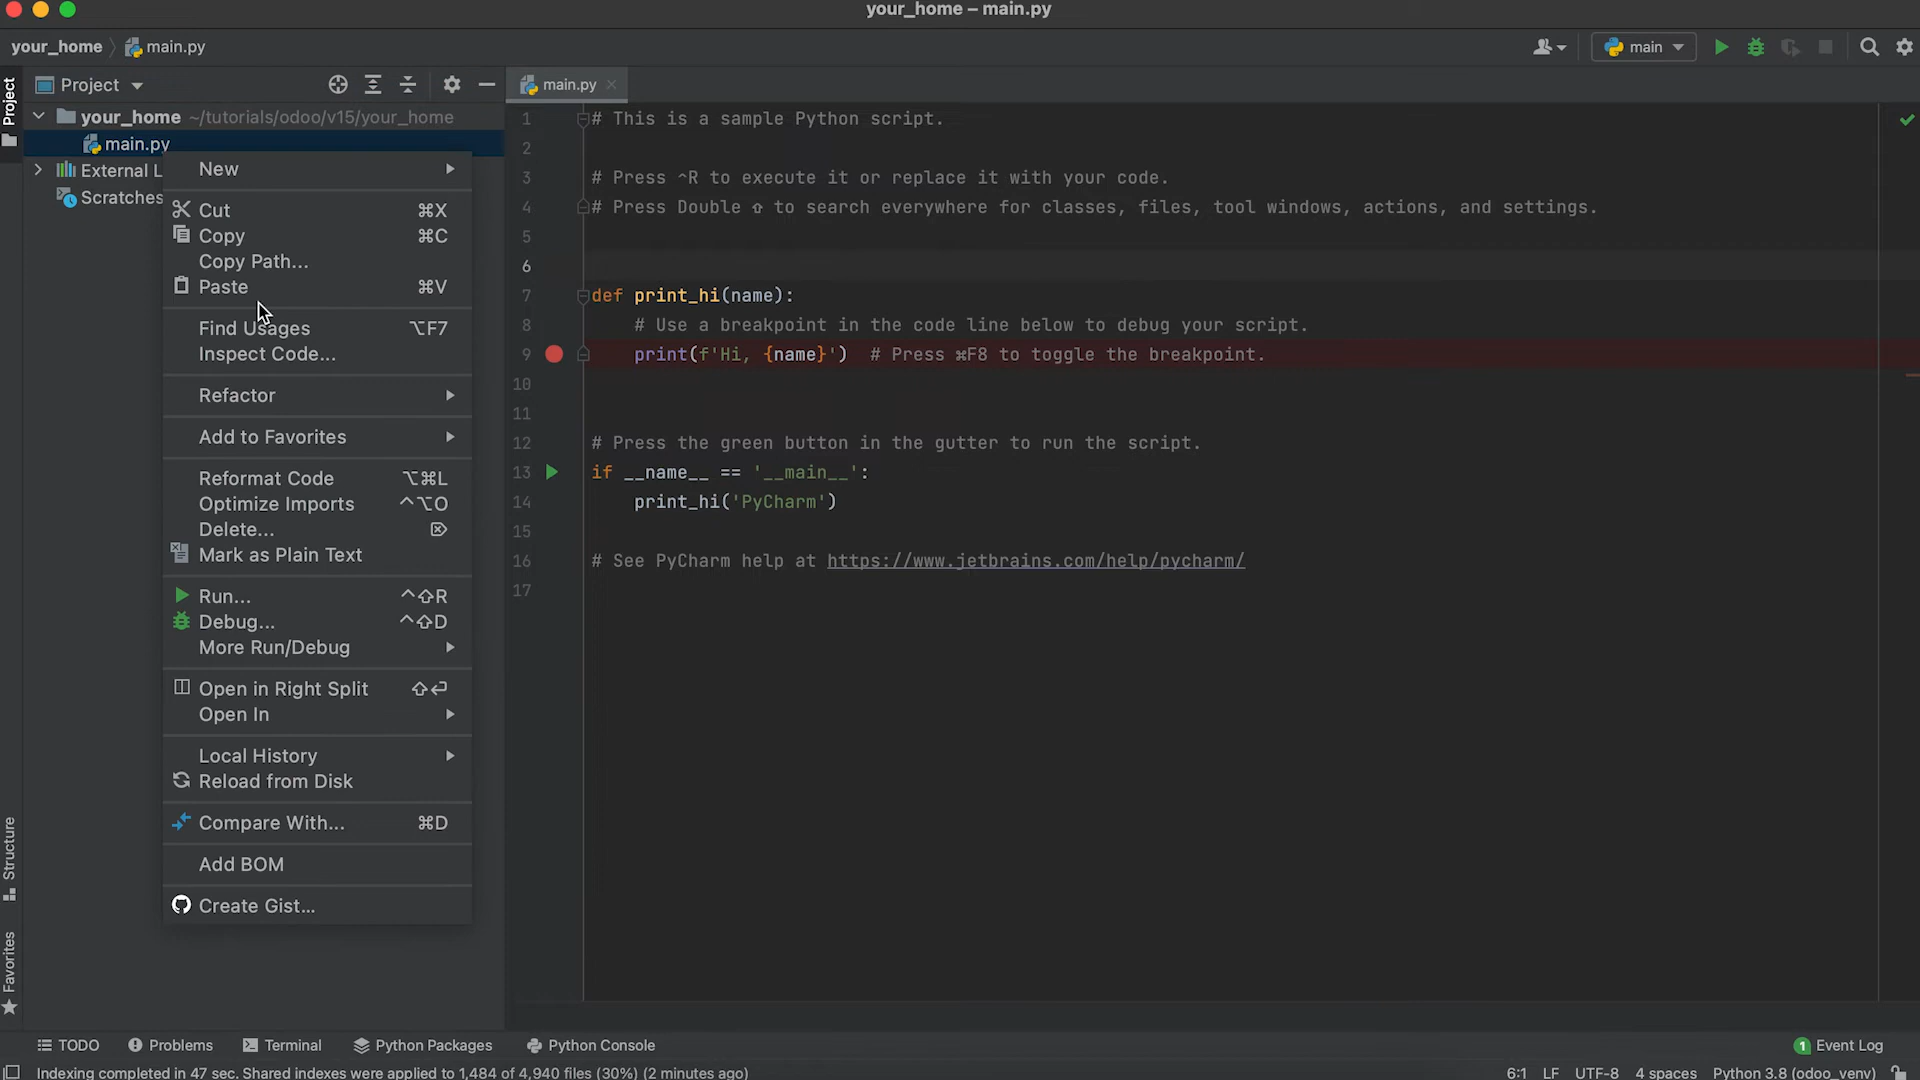 your_home – main.py
your_home main.py
main
Project
main.py
Project
your_home ~/tutorials/odoo/v15/your_home
main.py
External L
Scratches
New
Cut ⌘X
Copy ⌘C
Copy Path...
Paste ⌘V
Find Usages ⌥F7
Inspect Code...
Refactor
Add to Favorites
Reformat Code ⌥⌘L
Optimize Imports ^⌥O
Delete... ⌦
Mark as Plain Text
Run... ^⇧R
Debug... ^⇧D
More Run/Debug
Open in Right Split ⇧⏎
Open In
Local History
Reload from Disk
Compare With... ⌘D
Add BOM
Create Gist...
1 # This is a sample Python script.
2
3 # Press ⌃R to execute it or replace it with your code.
4 # Press Double ⇧ to search everywhere for classes, files, tool windows, actions, and settings.
5
6
7 def print_hi(name):
8 # Use a breakpoint in the code line below to debug your script.
9 print(f'Hi, {name}') # Press ⌘F8 to toggle the breakpoint.
10
11
12 # Press the green button in the gutter to run the script.
13 if __name__ == '__main__':
14 print_hi('PyCharm')
15
16 # See PyCharm help at https://www.jetbrains.com/help/pycharm/
17
Structure
Favorites
TODO Problems Terminal Python Packages Python Console 1 Event Log
Indexing completed in 47 sec. Shared indexes were applied to 1,484 of 4,940 files (30%) (2 minutes ago) 6:1 LF UTF-8 4 spaces Python 3.8 (odoo_venv)